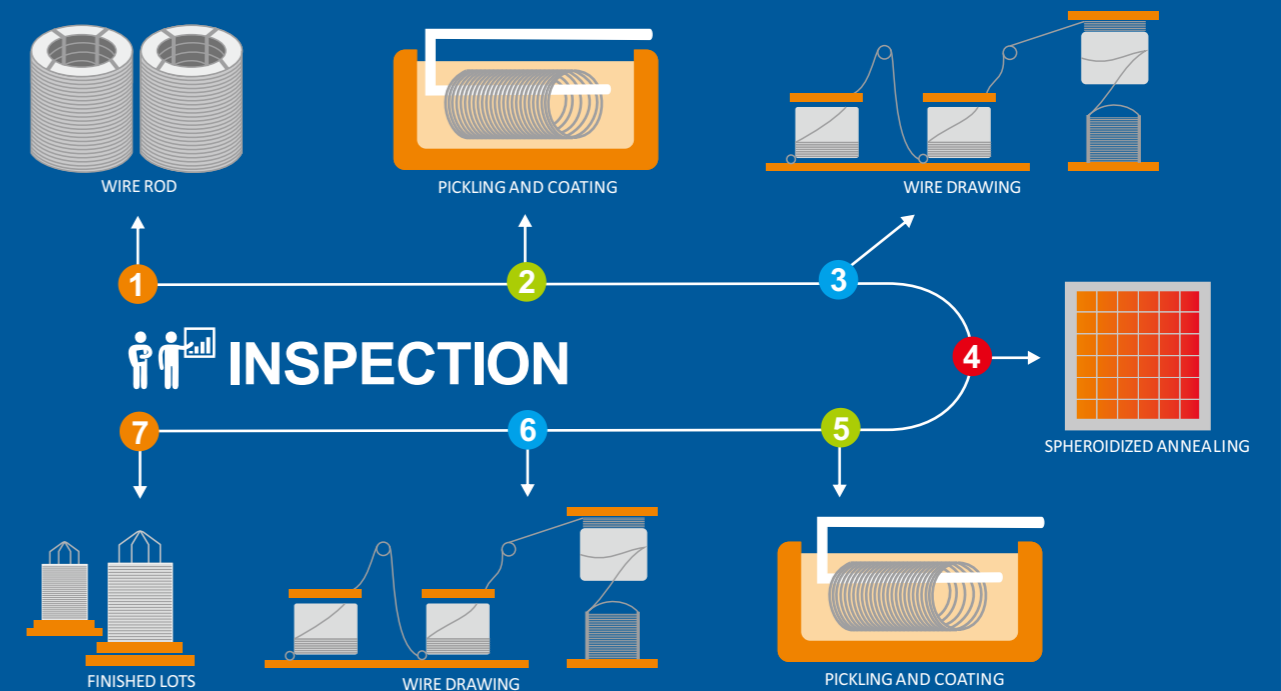 WIRE ROD
PICKLING AND COATING
WIRE DRAWING
1
2
3
4
SPHEROIDIZED ANNEALING
INSPECTION
7
6
5
FINISHED LOTS
WIRE DRAWING
PICKLING AND COATING